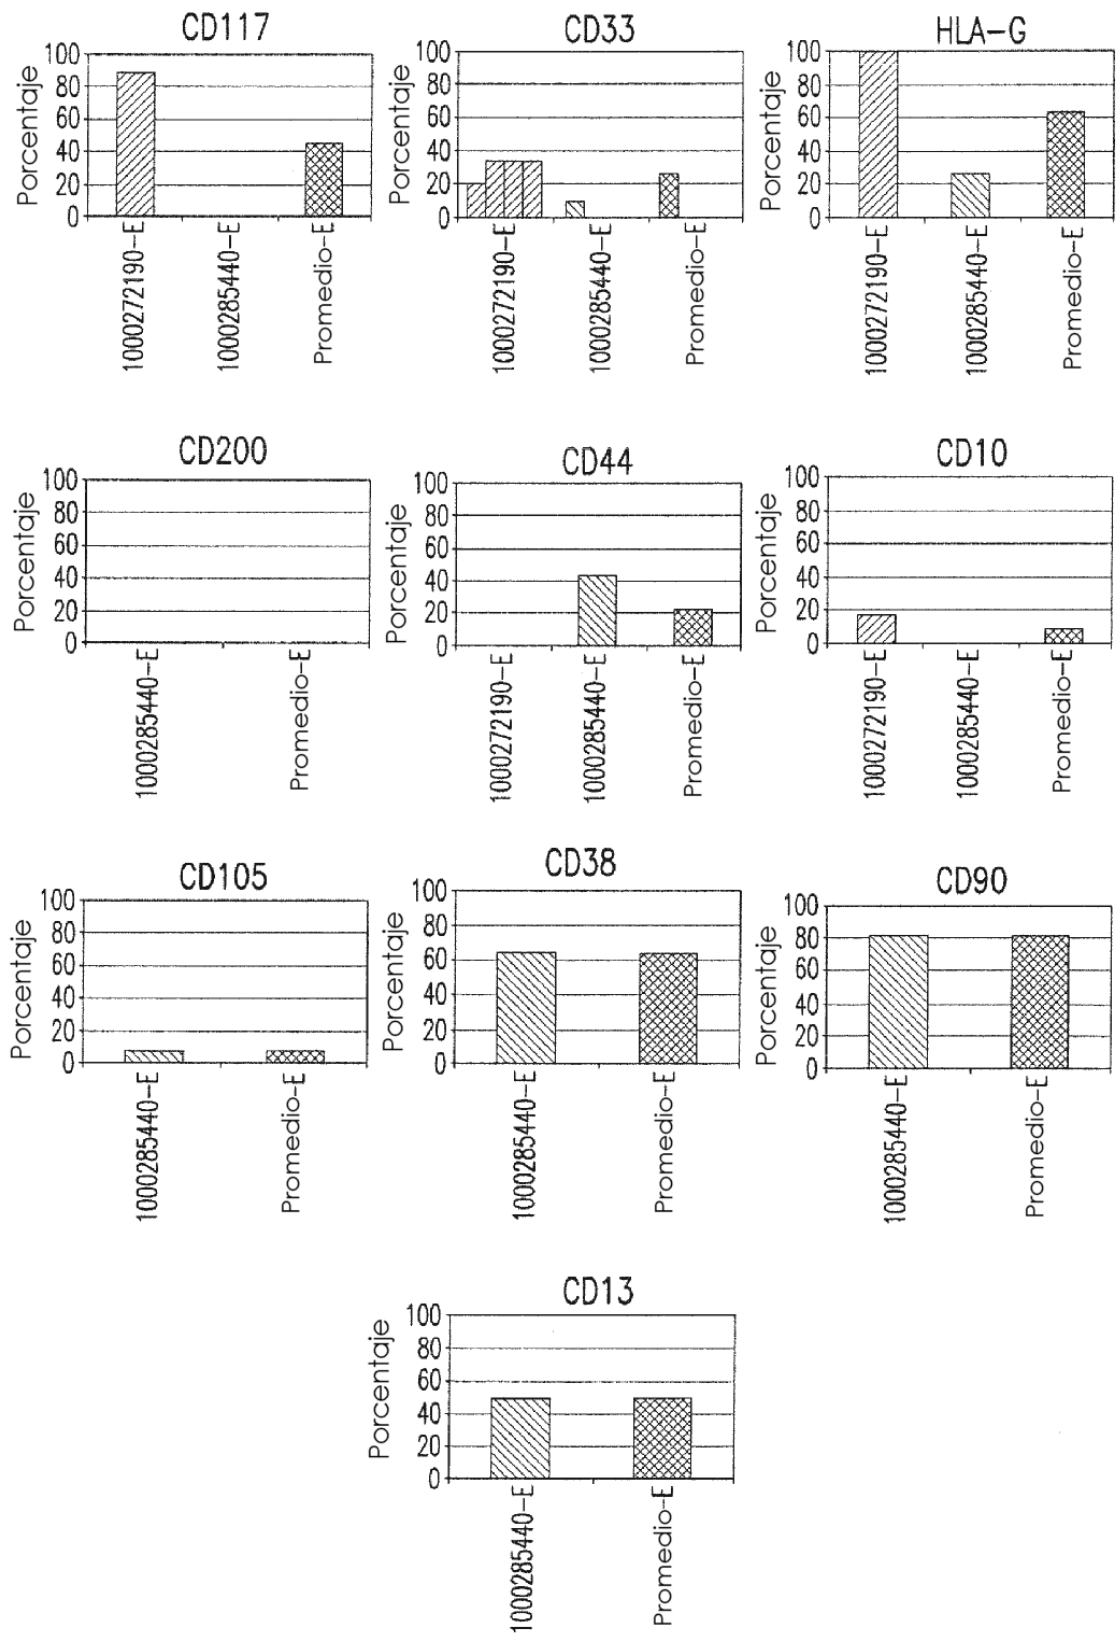 CD117
Porcentaje
100
80
60
40
20
0
1000272190-E
1000285440-E
Promedio-E
CD33
Porcentaje
100
80
60
40
20
0
1000272190-E
1000285440-E
Promedio-E
HLA-G
Porcentaje
100
80
60
40
20
0
1000272190-E
1000285440-E
Promedio-E
CD200
Porcentaje
100
80
60
40
20
0
1000285440-E
Promedio-E
CD44
Porcentaje
100
80
60
40
20
0
1000272190-E
1000285440-E
Promedio-E
CD10
Porcentaje
100
80
60
40
20
0
1000272190-E
1000285440-E
Promedio-E
CD105
Porcentaje
100
80
60
40
20
0
1000285440-E
Promedio-E
CD38
Porcentaje
100
80
60
40
20
0
1000285440-E
Promedio-E
CD90
Porcentaje
100
80
60
40
20
0
1000285440-E
Promedio-E
CD13
Porcentaje
100
80
60
40
20
0
1000285440-E
Promedio-E